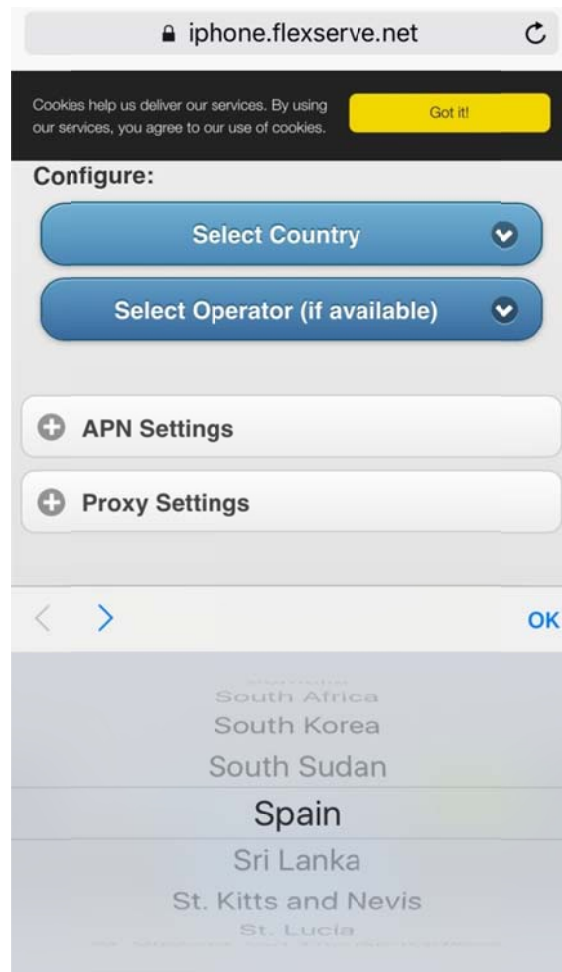 iphone.flexserve.net
Cookies help us deliver our services. By using
our services, you agree to our use of cookies.
Got it!
Configure:
Select Country
Select Operator (if available)
APN Settings
Proxy Settings
OK
South Africa
South Korea
South Sudan
Spain
Sri Lanka
St. Kitts and Nevis
St. Lucia